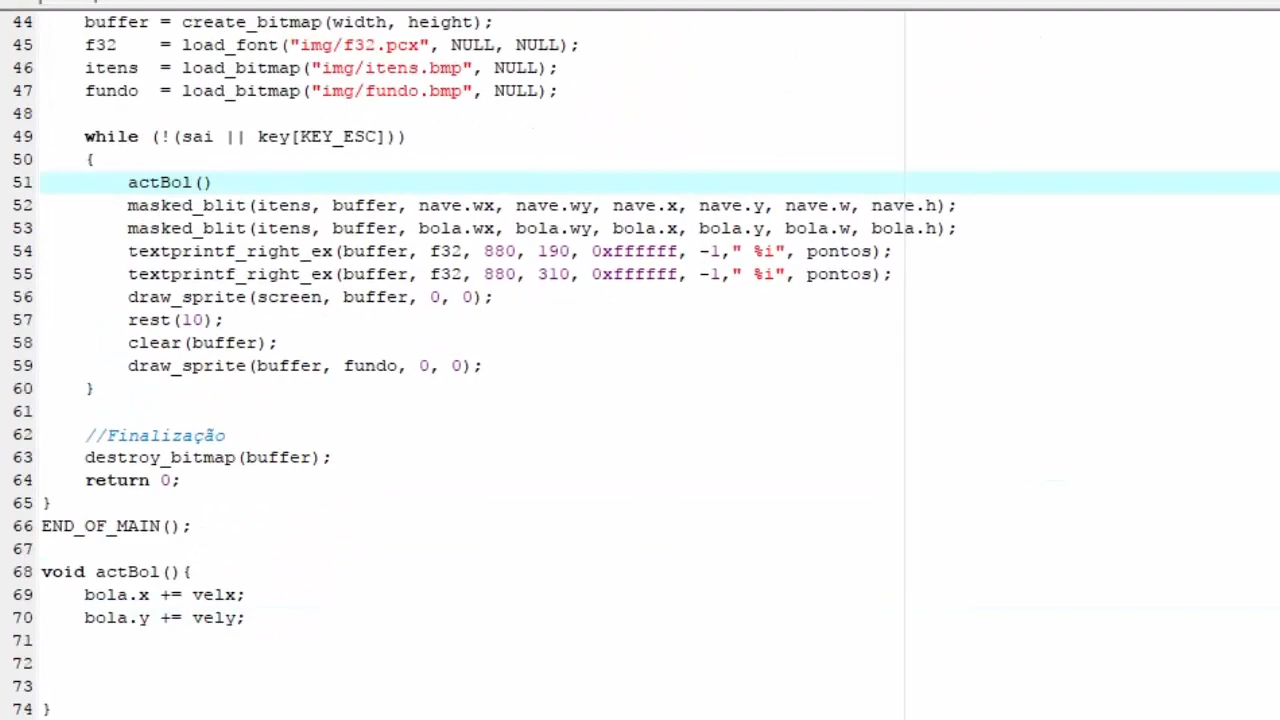 44 buffer = create_bitmap(width, height);
45 f32 = load_font("img/f32.pcx", NULL, NULL);
46 itens = load_bitmap("img/itens.bmp", NULL);
47 fundo = load_bitmap("img/fundo.bmp", NULL);
48
49 while (!(sai || key[KEY_ESC]))
50 {
51 actBol()
52 masked_blit(itens, buffer, nave.wx, nave.wy, nave.x, nave.y, nave.w, nave.h);
53 masked_blit(itens, buffer, bola.wx, bola.wy, bola.x, bola.y, bola.w, bola.h);
54 textprintf_right_ex(buffer, f32, 880, 190, 0xffffff, -1," %i", pontos);
55 textprintf_right_ex(buffer, f32, 880, 310, 0xffffff, -1," %i", pontos);
56 draw_sprite(screen, buffer, 0, 0);
57 rest(10);
58 clear(buffer);
59 draw_sprite(buffer, fundo, 0, 0);
60 }
61
62 //Finalização
63 destroy_bitmap(buffer);
64 return 0;
65 }
66 END_OF_MAIN();
67
68 void actBol(){
69 bola.x += velx;
70 bola.y += vely;
71
72
73
74 }